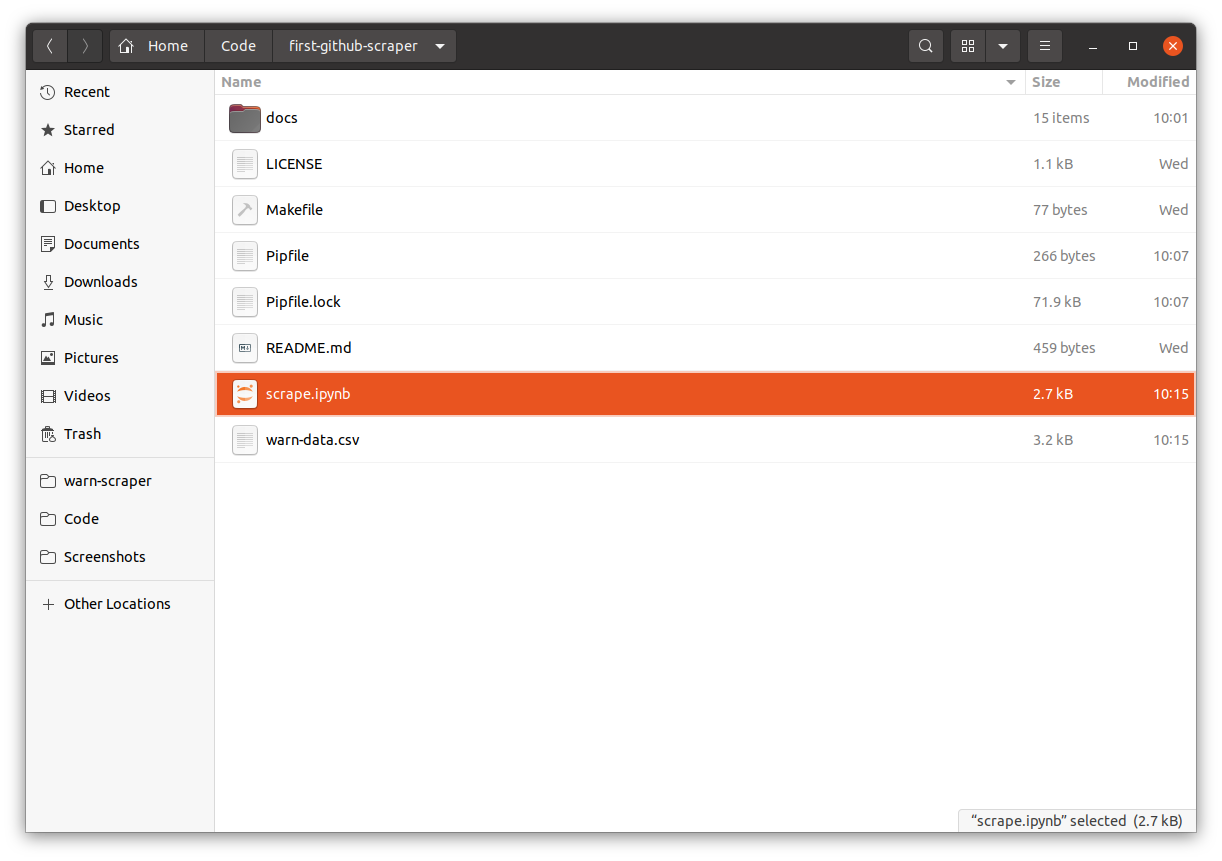 Home Code first-github-scraper
Name Size Modified
Recent
Starred
Home
Desktop
Documents
Downloads
Music
Pictures
Videos
Trash
warn-scraper
Code
Screenshots
Other Locations
docs 15 items 10:01
LICENSE 1.1 kB Wed
Makefile 77 bytes Wed
Pipfile 266 bytes 10:07
Pipfile.lock 71.9 kB 10:07
README.md 459 bytes Wed
scrape.ipynb 2.7 kB 10:15
warn-data.csv 3.2 kB 10:15
“scrape.ipynb” selected (2.7 kB)